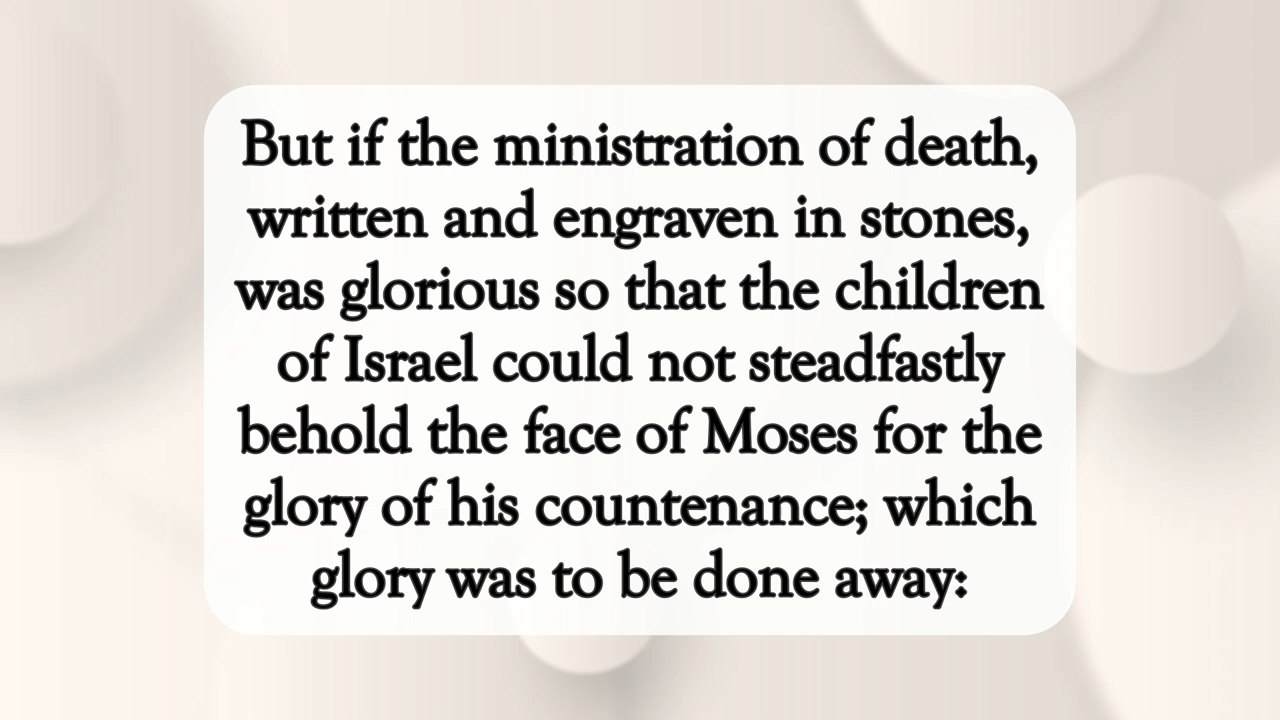 But if the ministration of death,
written and engraven in stones,
was glorious so that the children
of Israel could not steadfastly
behold the face of Moses for the
glory of his countenance; which
glory was to be done away: